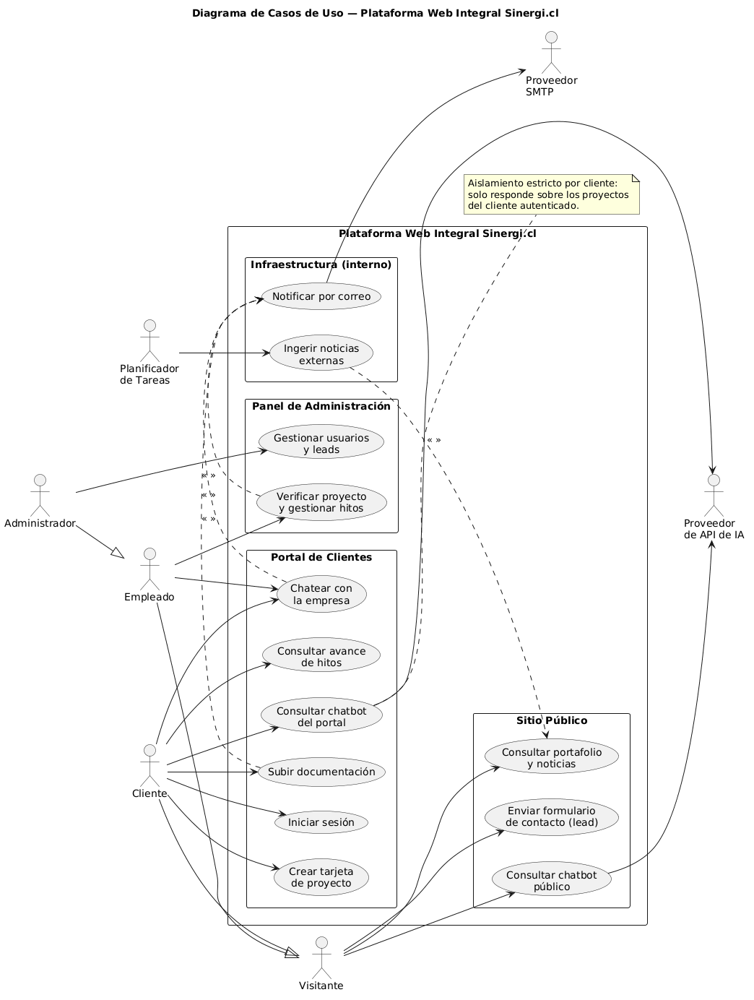 Diagrama de Casos de Uso — Plataforma Web Integral Sinergi.cl
Proveedor
SMTP
Aislamiento estricto por cliente:
solo responde sobre los proyectos
del cliente autenticado.
Plataforma Web Integral Sinergi.cl
Infraestructura (interno)
Notificar por correo
Ingerir noticias
externas
Planificador
de Tareas
Panel de Administración
Gestionar usuarios
y leads
« »
Verificar proyecto
y gestionar hitos
« »
« »
« »
Administrador
Proveedor
de API de IA
Empleado
Portal de Clientes
Chatear con
la empresa
Consultar avance
de hitos
Consultar chatbot
del portal
Subir documentación
Iniciar sesión
Crear tarjeta
de proyecto
Cliente
Sitio Público
Consultar portafolio
y noticias
Enviar formulario
de contacto (lead)
Consultar chatbot
público
Visitante